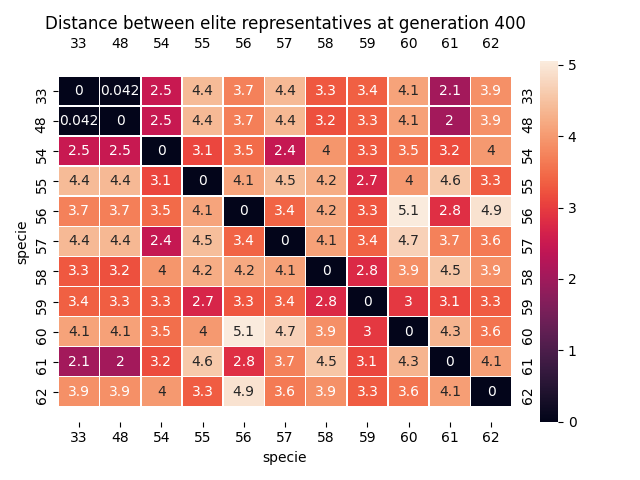 Distance between elite representatives at generation 400
33 48 54 55 56 57 58 59 60 61 62
33 0 0.042 2.5 4.4 3.7 4.4 3.3 3.4 4.1 2.1 3.9 33
48 0.042 0 2.5 4.4 3.7 4.4 3.2 3.3 4.1 2 3.9 48
54 2.5 2.5 0 3.1 3.5 2.4 4 3.3 3.5 3.2 4 54
55 4.4 4.4 3.1 0 4.1 4.5 4.2 2.7 4 4.6 3.3 55
56 3.7 3.7 3.5 4.1 0 3.4 4.2 3.3 5.1 2.8 4.9 56
57 4.4 4.4 2.4 4.5 3.4 0 4.1 3.4 4.7 3.7 3.6 57
58 3.3 3.2 4 4.2 4.2 4.1 0 2.8 3.9 4.5 3.9 58
59 3.4 3.3 3.3 2.7 3.3 3.4 2.8 0 3 3.1 3.3 59
60 4.1 4.1 3.5 4 5.1 4.7 3.9 3 0 4.3 3.6 60
61 2.1 2 3.2 4.6 2.8 3.7 4.5 3.1 4.3 0 4.1 61
62 3.9 3.9 4 3.3 4.9 3.6 3.9 3.3 3.6 4.1 0 62
33 48 54 55 56 57 58 59 60 61 62
specie
specie
5
4
3
2
1
0